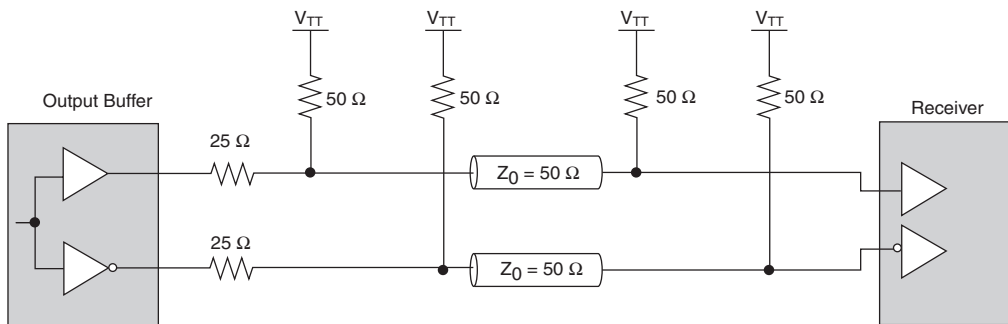 V_TT V_TT V_TT V_TT
50 Ω 50 Ω 50 Ω 50 Ω
Output Buffer
Receiver
25 Ω
Z_0 = 50 Ω
25 Ω
Z_0 = 50 Ω